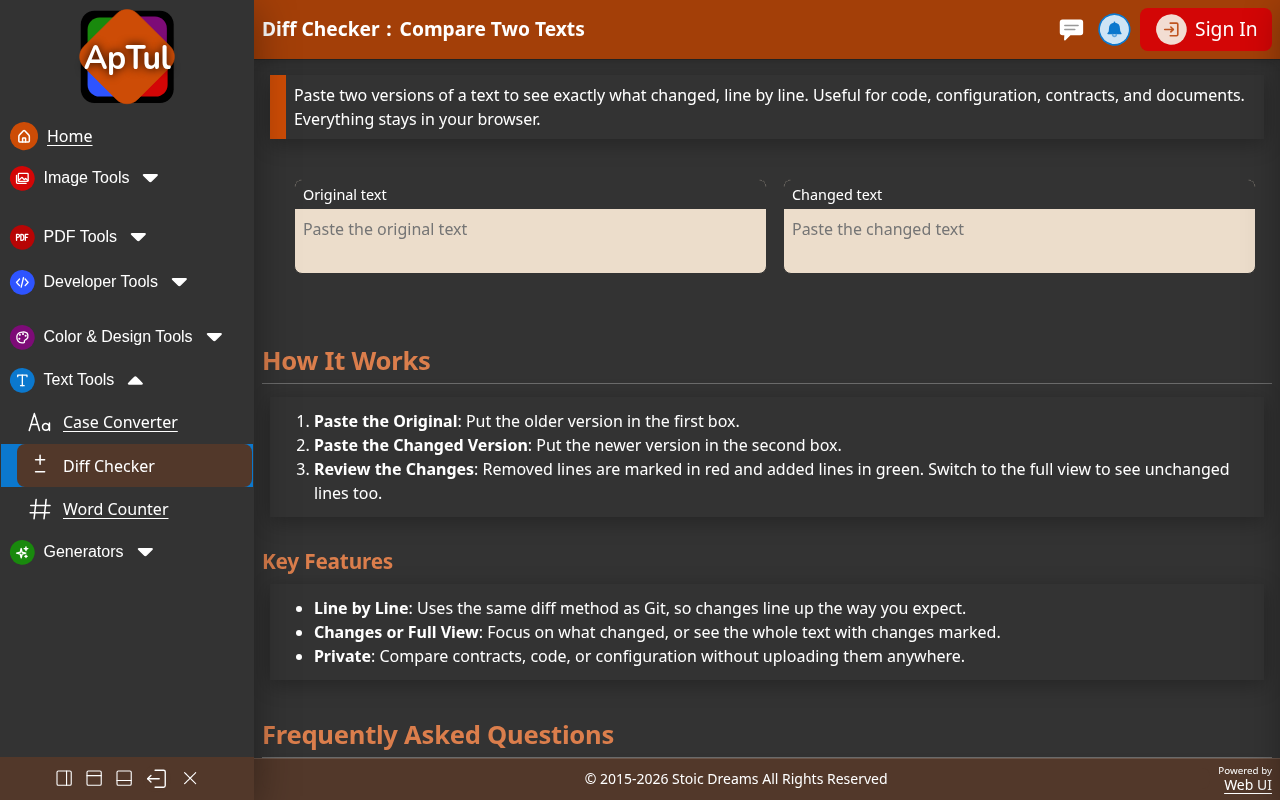 ApTul
Home
Image Tools
PDF
PDF Tools
Developer Tools
Color & Design Tools
Text Tools
Case Converter
Diff Checker
Word Counter
Generators
Diff Checker : Compare Two Texts
Sign In
Paste two versions of a text to see exactly what changed, line by line. Useful for code, configuration, contracts, and documents.
Everything stays in your browser.
Original text
Paste the original text
Changed text
Paste the changed text
How It Works
1. Paste the Original: Put the older version in the first box.
2. Paste the Changed Version: Put the newer version in the second box.
3. Review the Changes: Removed lines are marked in red and added lines in green. Switch to the full view to see unchanged
lines too.
Key Features
• Line by Line: Uses the same diff method as Git, so changes line up the way you expect.
• Changes or Full View: Focus on what changed, or see the whole text with changes marked.
• Private: Compare contracts, code, or configuration without uploading them anywhere.
Frequently Asked Questions
© 2015-2026 Stoic Dreams All Rights Reserved
Powered by
Web UI